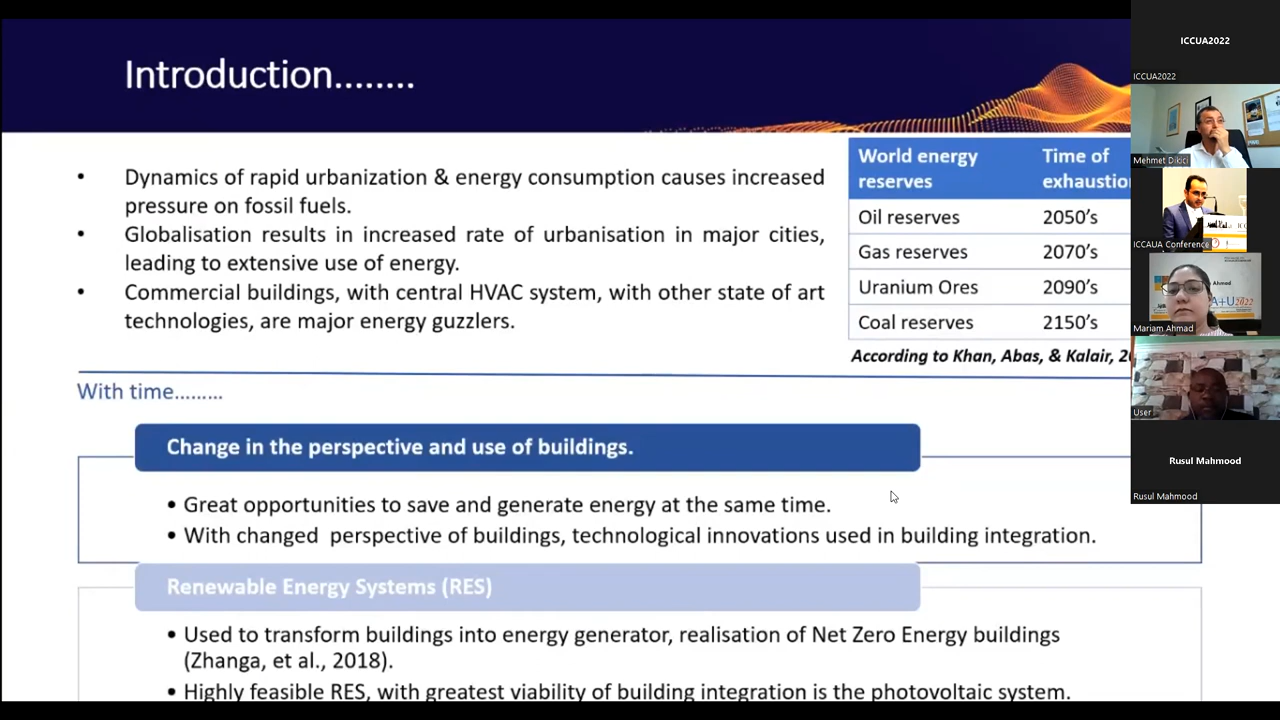 Introduction........
• Dynamics of rapid urbanization & energy consumption causes increased
pressure on fossil fuels.
• Globalisation results in increased rate of urbanisation in major cities,
leading to extensive use of energy.
• Commercial buildings, with central HVAC system, with other state of art
technologies, are major energy guzzlers.
World energy
reserves
Time of
exhaustio
Oil reserves 2050's
Gas reserves 2070's
Uranium Ores 2090's
Coal reserves 2150's
According to Khan, Abas, & Kalair, 2
With time.........
Change in the perspective and use of buildings.
• Great opportunities to save and generate energy at the same time.
• With changed perspective of buildings, technological innovations used in building integration.
Renewable Energy Systems (RES)
• Used to transform buildings into energy generator, realisation of Net Zero Energy buildings
(Zhanga, et al., 2018).
• Highly feasible RES, with greatest viability of building integration is the photovoltaic system.
ICCUA2022
ICCUA2022
Mehmet Dikici
ICCAUA Conference
Ahmad
A+U2022
Mariam Ahmad
User
Rusul Mahmood
Rusul Mahmood